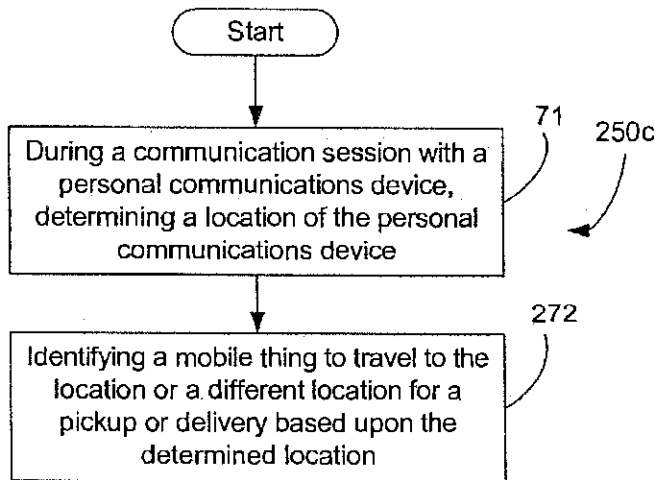 Start
71
250c
During a communication session with a
personal communications device,
determining a location of the personal
communications device
272
Identifying a mobile thing to travel to the
location or a different location for a
pickup or delivery based upon the
determined location